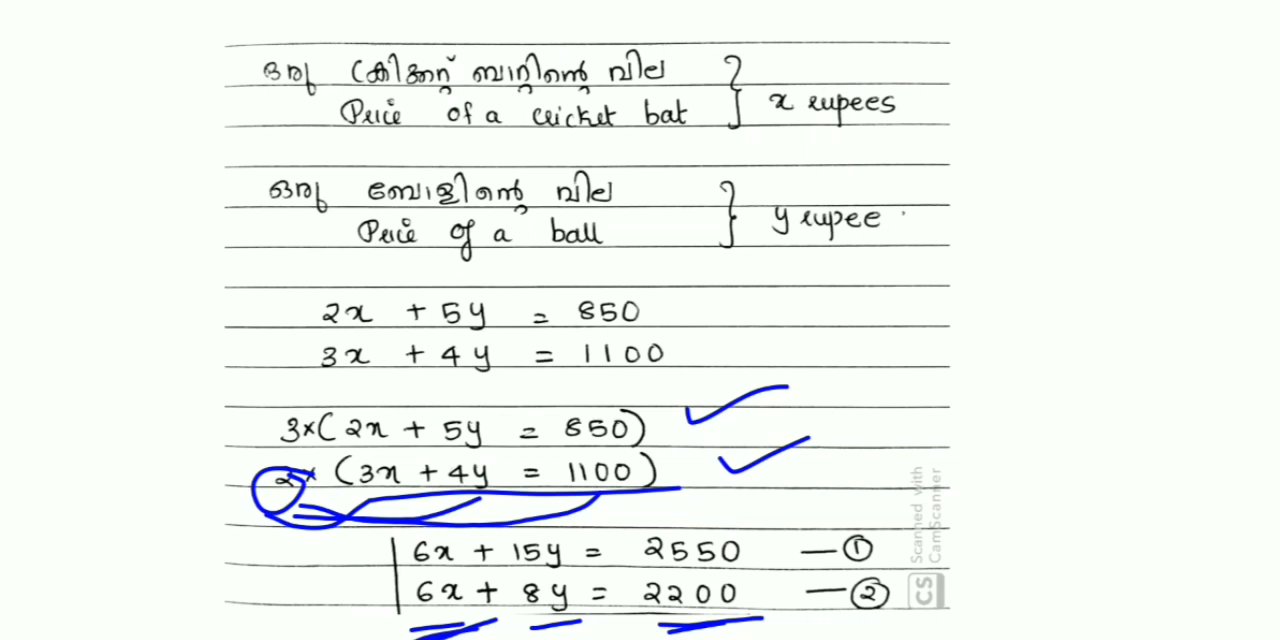 ഒരു ക്രിക്കറ്റ് ബാറ്റിന്റെ വില
Price of a cricket bat } x rupees
ഒരു ബോളിന്റെ വില
Price of a ball } y rupee
2x + 5y = 850
3x + 4y = 1100
3×( 2x + 5y = 850)
2× (3x + 4y = 1100)
6x + 15y = 2550 — ①
6x + 8y = 2200 — ②
Scanned with
CamScanner
CS